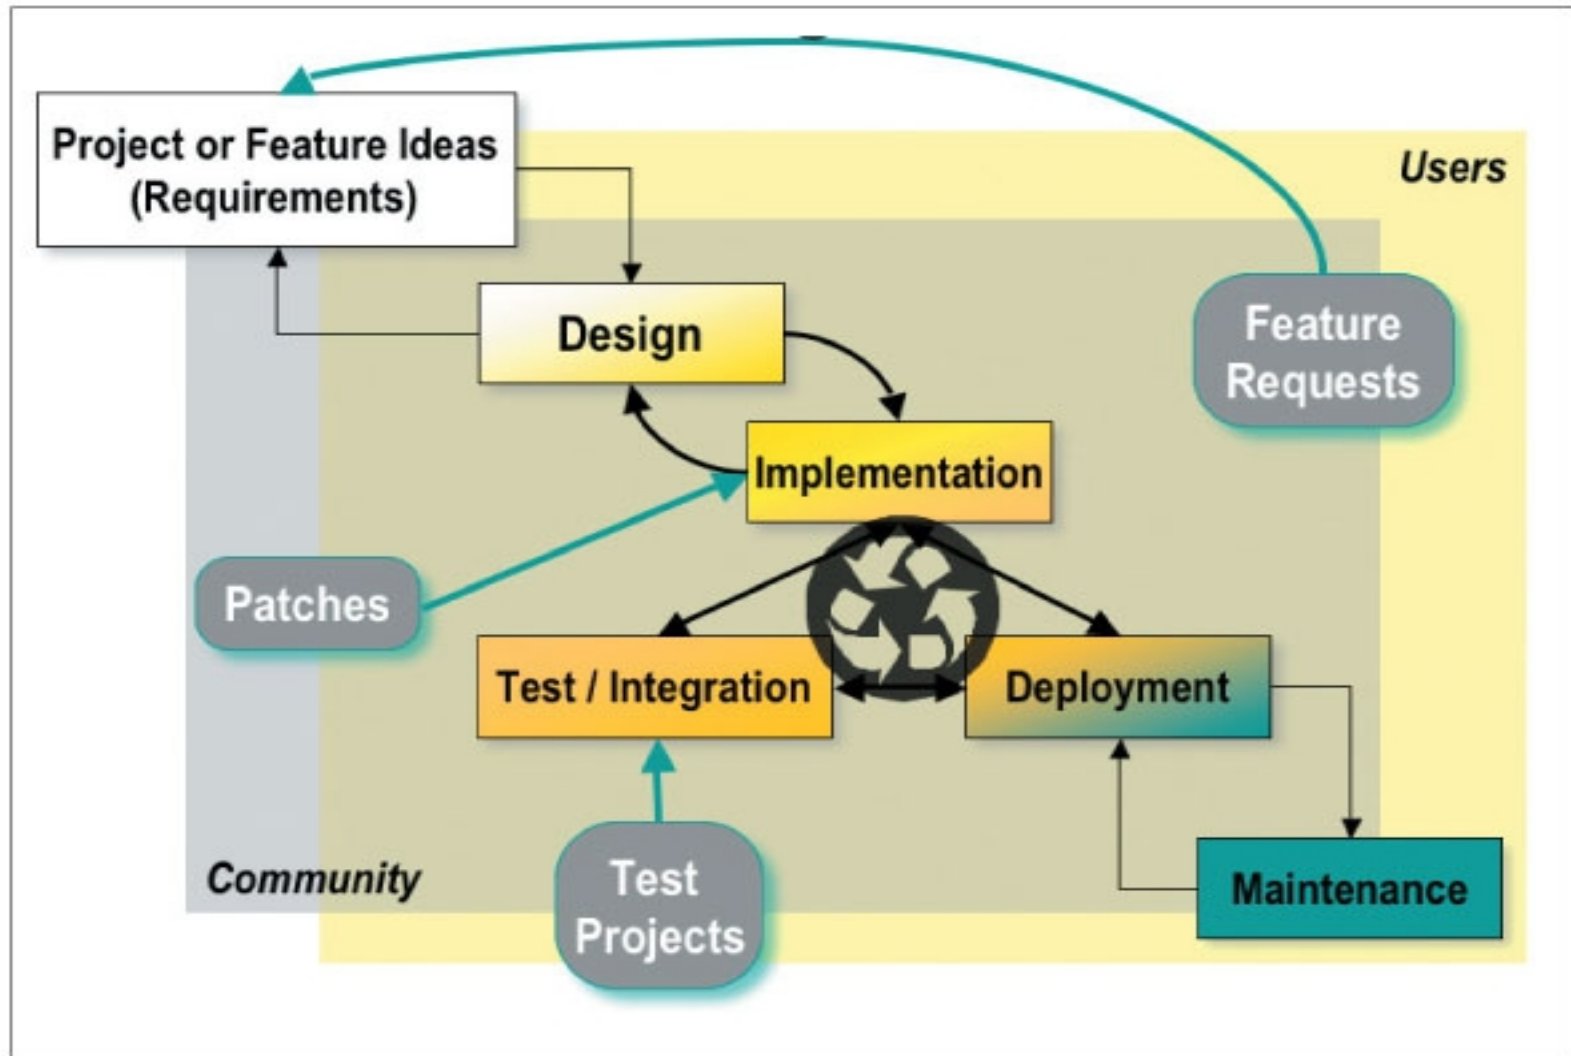 Project or Feature Ideas
(Requirements)
Users
Design
Feature
Requests
Implementation
Patches
Test / Integration
Deployment
Community
Test
Projects
Maintenance